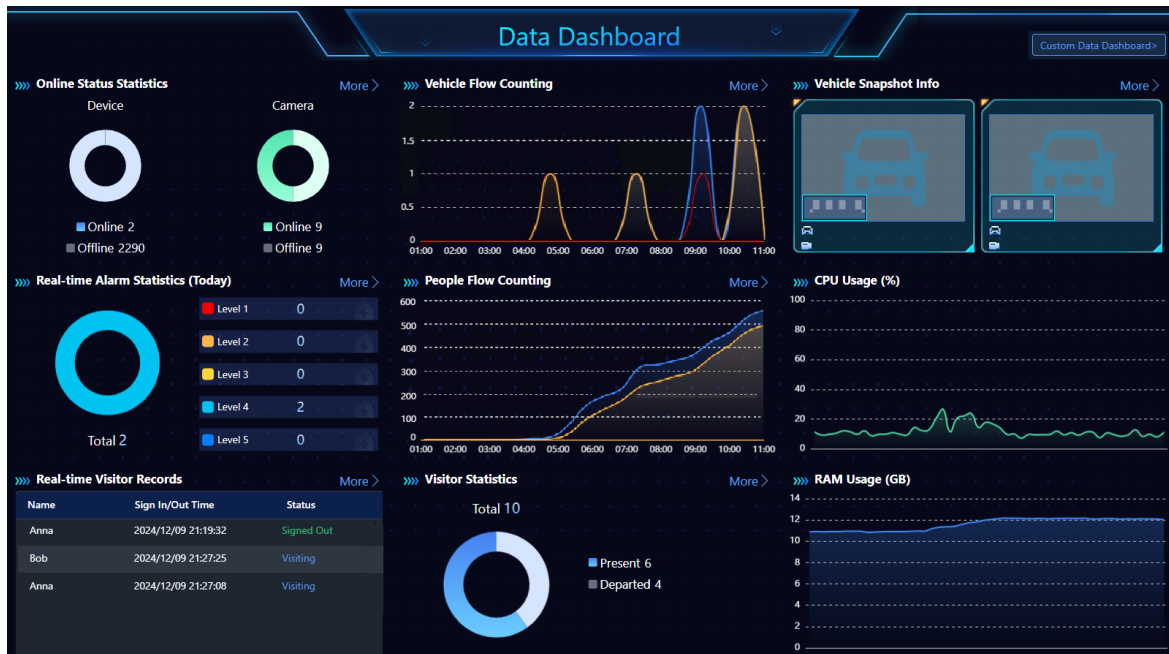 Data Dashboard
Custom Data Dashboard>
Online Status Statistics
More >
Device
Camera
Online 2
Offline 2290
Online 9
Offline 9
Vehicle Flow Counting
More >
2
1.5
1
0.5
0
01:00 02:00 03:00 04:00 05:00 06:00 07:00 08:00 09:00 10:00 11:00
Vehicle Snapshot Info
More >
Real-time Alarm Statistics (Today)
More >
Total 2
Level 1 0
Level 2 0
Level 3 0
Level 4 2
Level 5 0
People Flow Counting
More >
600
500
400
300
200
100
0
01:00 02:00 03:00 04:00 05:00 06:00 07:00 08:00 09:00 10:00 11:00
CPU Usage (%)
100
80
60
40
20
0
Real-time Visitor Records
More >
Name Sign In/Out Time Status
Anna 2024/12/09 21:19:32 Signed Out
Bob 2024/12/09 21:27:25 Visiting
Anna 2024/12/09 21:27:08 Visiting
Visitor Statistics
More >
Total 10
Present 6
Departed 4
RAM Usage (GB)
14
12
10
8
6
4
2
0